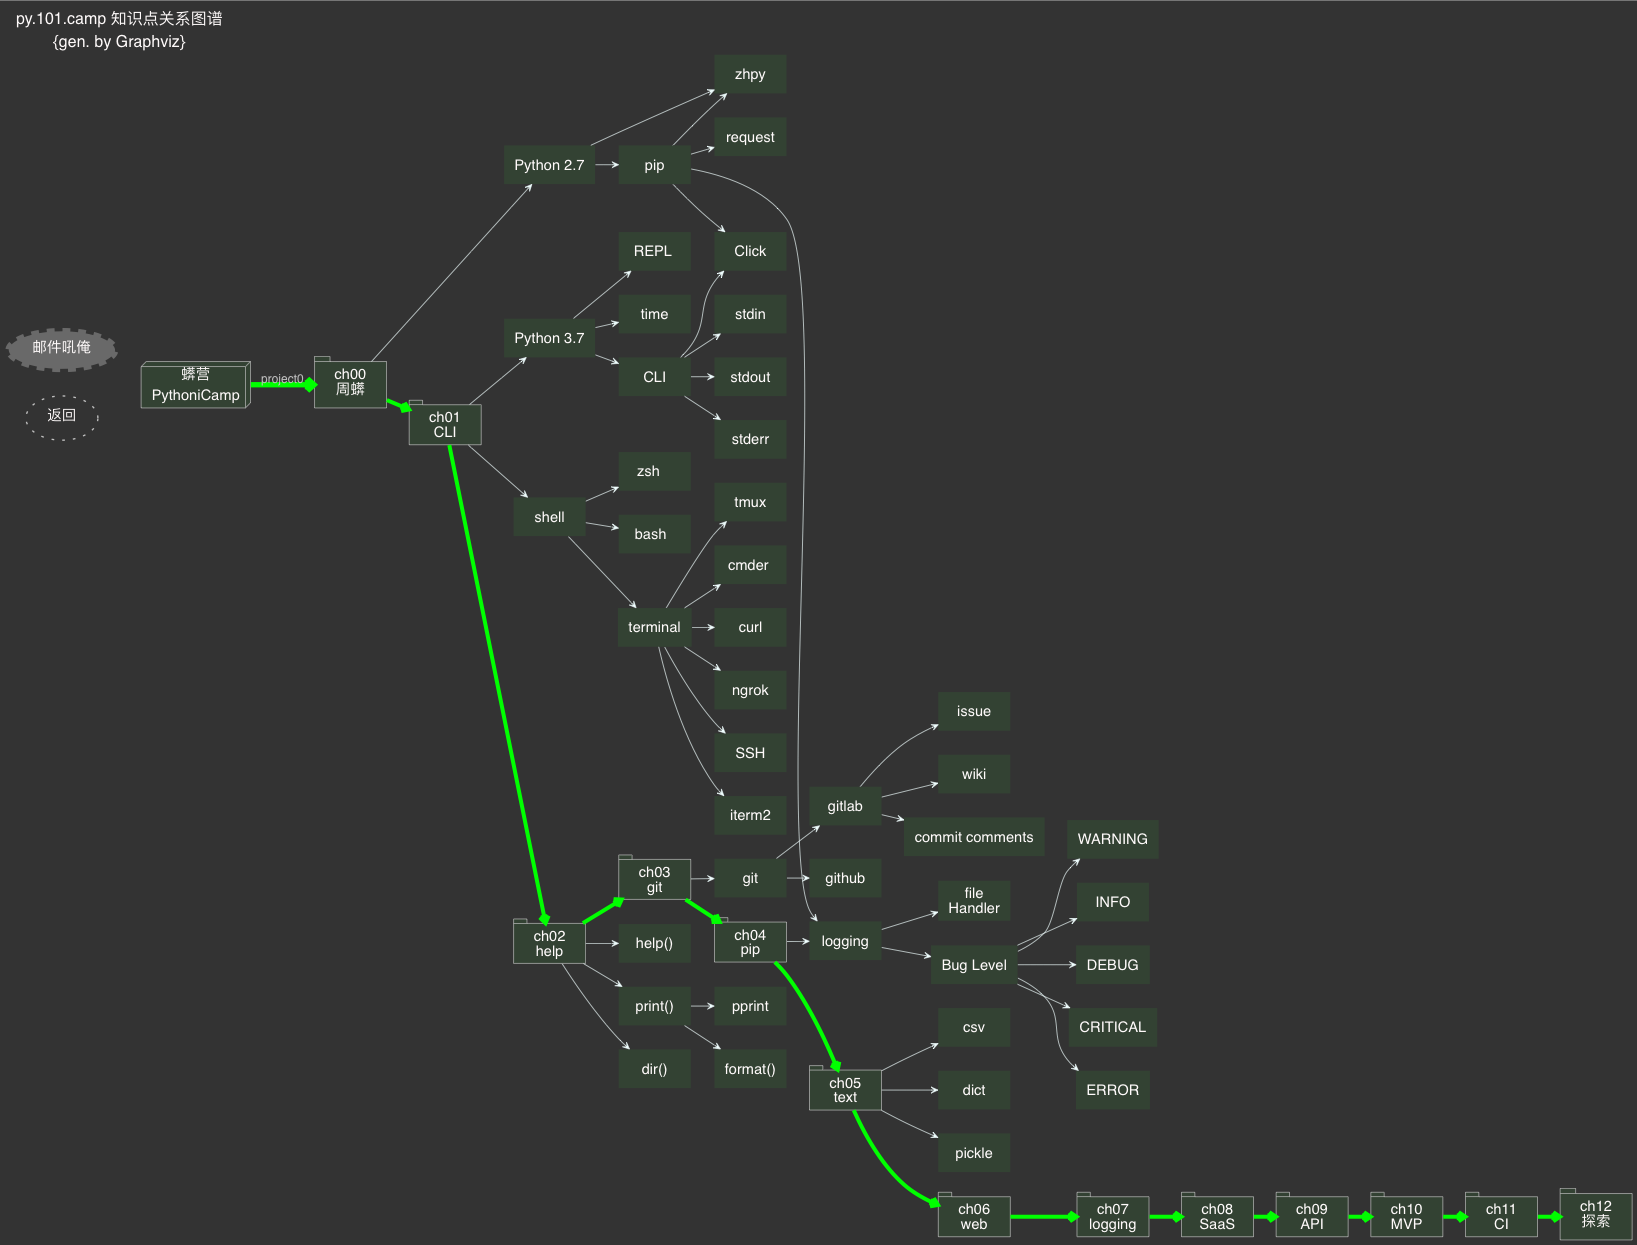 py.101.camp 知识点关系图谱
{gen. by Graphviz}
zhpy
request
Python 2.7
pip
REPL
Click
time
stdin
Python 3.7
CLI
stdout
stderr
邮件吼俺
返回
蟒营
PythoniCamp
project0
ch00
周蟒
ch01
CLI
zsh
shell
bash
tmux
cmder
terminal
curl
ngrok
SSH
iterm2
issue
wiki
gitlab
commit comments
ch03
git
git
github
WARNING
file
Handler
INFO
ch02
help
help()
ch04
pip
logging
Bug Level
DEBUG
print()
pprint
csv
CRITICAL
dir()
format()
ch05
text
dict
ERROR
pickle
ch06
web
ch07
logging
ch08
SaaS
ch09
API
ch10
MVP
ch11
CI
ch12
探索